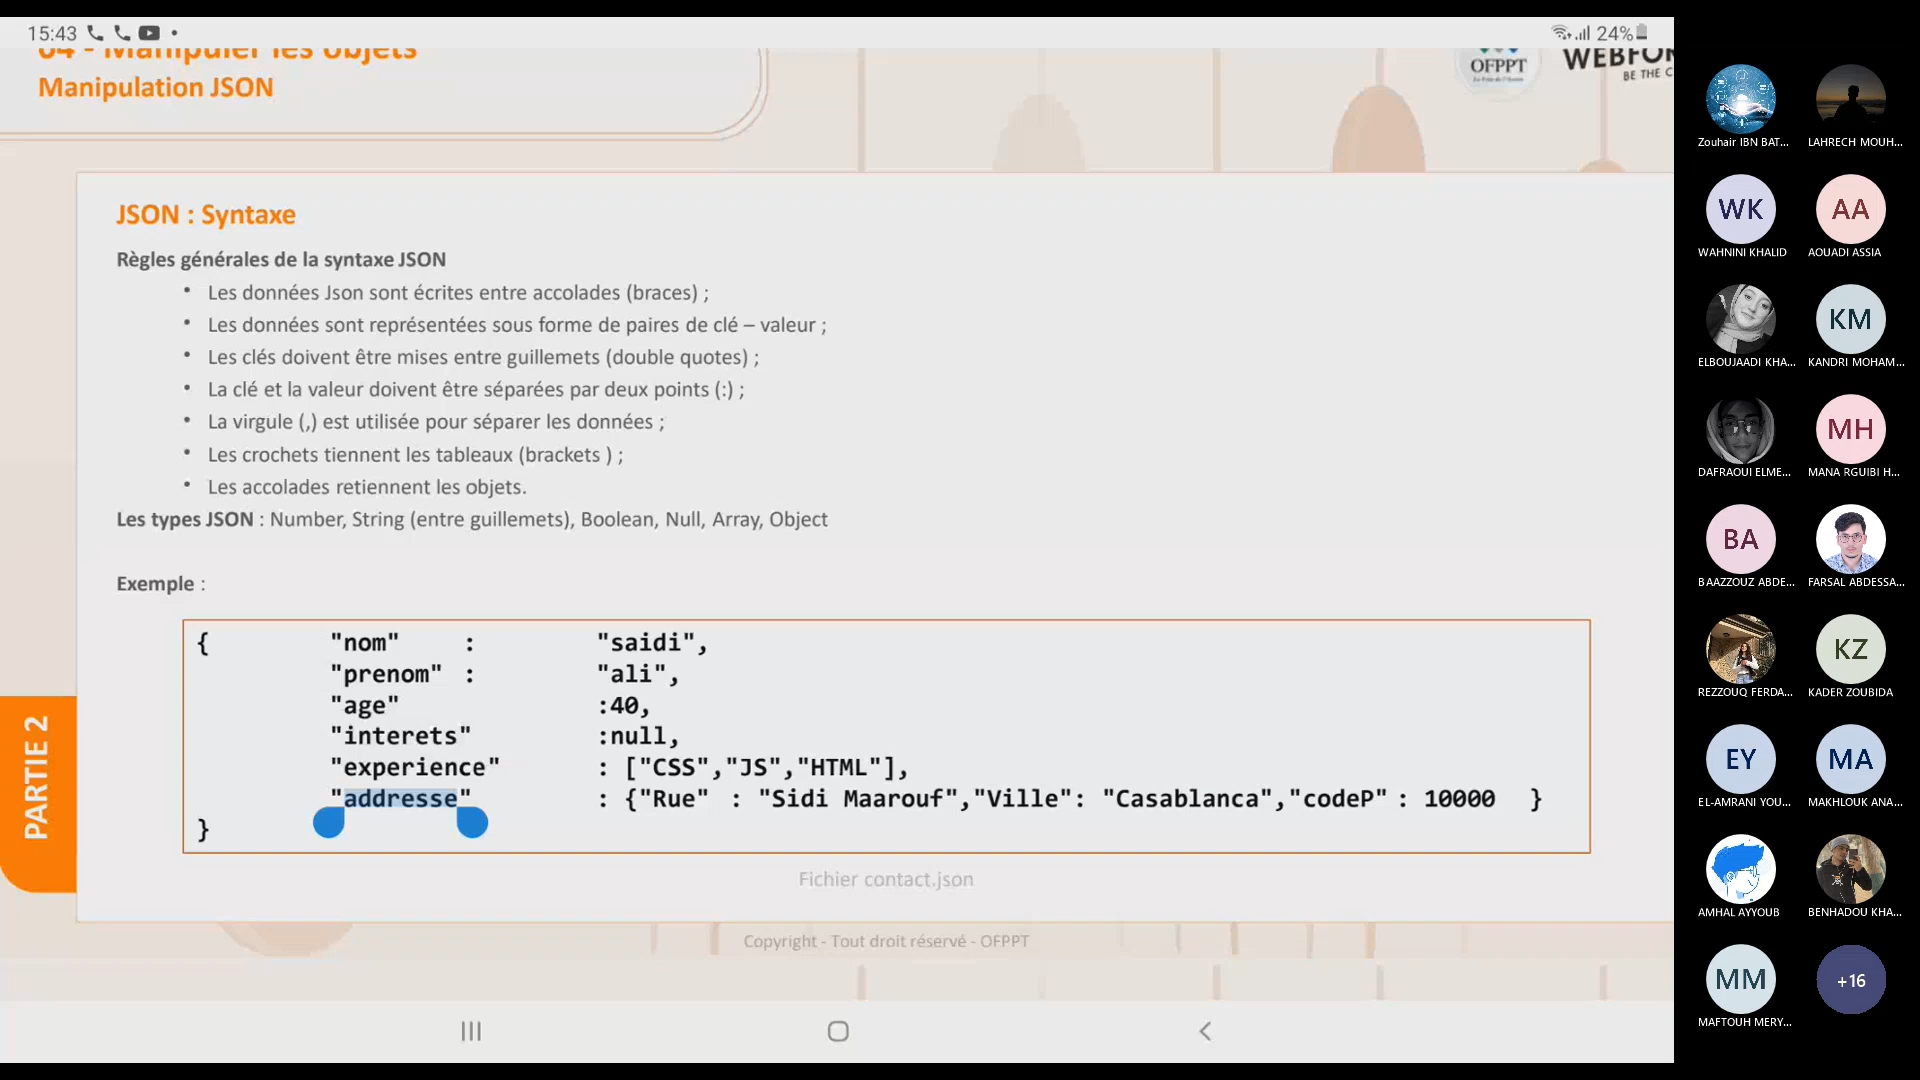 15:43
24%
04 - Manipuler les objets
Manipulation JSON
OFPPT
WEBFOR
BE THE C
JSON : Syntaxe
Règles générales de la syntaxe JSON
• Les données Json sont écrites entre accolades (braces) ;
• Les données sont représentées sous forme de paires de clé – valeur ;
• Les clés doivent être mises entre guillemets (double quotes) ;
• La clé et la valeur doivent être séparées par deux points (:) ;
• La virgule (,) est utilisée pour séparer les données ;
• Les crochets tiennent les tableaux (brackets ) ;
• Les accolades retiennent les objets.
Les types JSON : Number, String (entre guillemets), Boolean, Null, Array, Object
Exemple :
{ "nom" : "saidi",
"prenom" : "ali",
"age" :40,
"interets" :null,
"experience" : ["CSS","JS","HTML"],
"addresse" : {"Rue" : "Sidi Maarouf","Ville": "Casablanca","codeP" : 10000 }
}
Fichier contact.json
PARTIE 2
Copyright - Tout droit réservé - OFPPT
Zouhair IBN BAT...
LAHRECH MOUH...
WK
AA
WAHNINI KHALID
AOUADI ASSIA
KM
ELBOUJAADI KHA...
KANDRI MOHAM...
MH
DAFRAOUI ELME...
MANA RGUIBI H...
BA
BAAZZOUZ ABDE...
FARSAL ABDESSA...
KZ
REZZOUQ FERDA...
KADER ZOUBIDA
EY
MA
EL-AMRANI YOU...
MAKHLOUK ANA...
AMHAL AYYOUB
BENHADOU KHA...
MM
+16
MAFTOUH MERY...